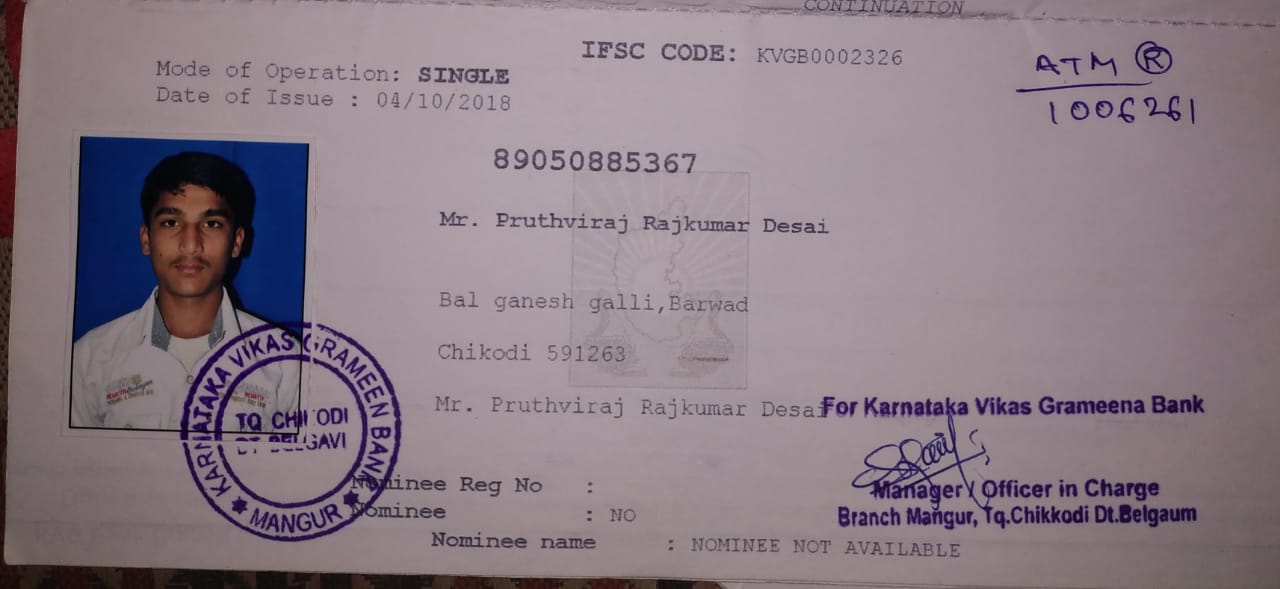 CONTINUATION
IFSC CODE: KVGB0002326
Mode of Operation: SINGLE
Date of Issue : 04/10/2018
ATM R
1006261
89050885367
Mr. Pruthviraj Rajkumar Desai
Bal ganesh galli,Barwad
Chikodi 591263
Mr. Pruthviraj Rajkumar Desai
For Karnataka Vikas Grameena Bank
Manager / Officer in Charge
Branch Mangur, Tq.Chikkodi Dt.Belgaum
KARNATAKA VIKAS GRAMEEN BANK
TQ CHIKODI
DT BELGAVI
MANGUR
Nominee Reg No :
Nominee : NO
Nominee name : NOMINEE NOT AVAILABLE